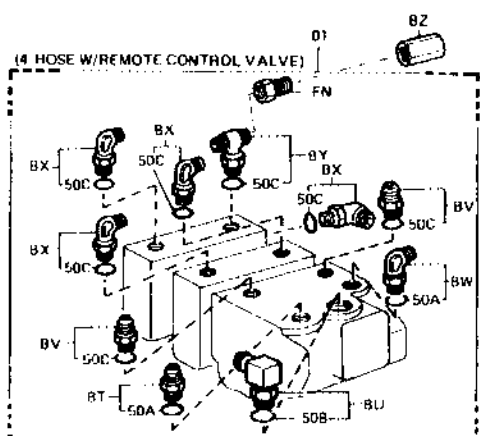 BZ
D1
(4 HOSE W/REMOTE CONTROL VALVE)
FN
BX
BX
50C
50C
BY
50C
BX
50C
BV
50C
BX
50C
BW
50A
BV
50C
BT
50A
BU
50B